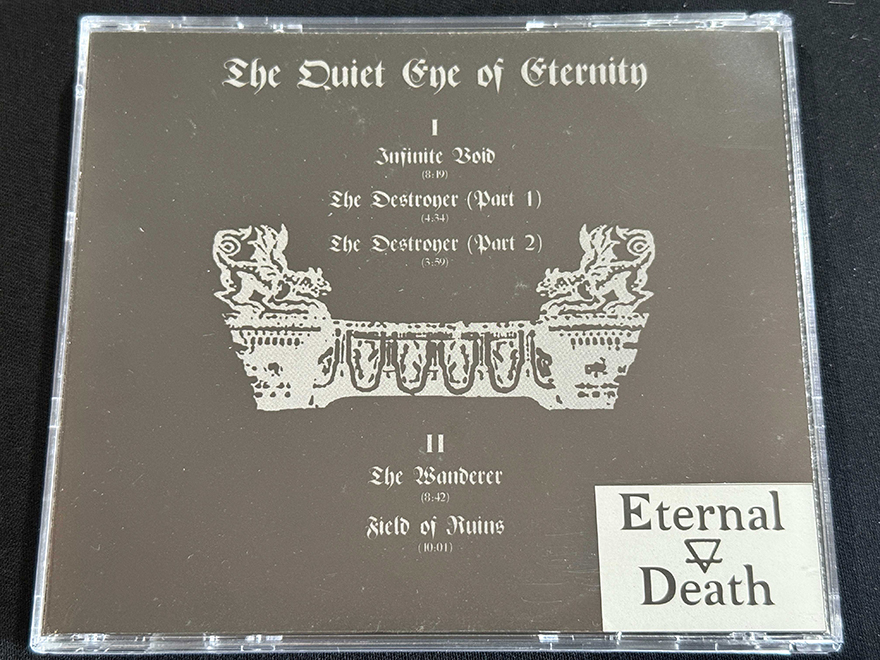 The Quiet Eye of Eternity
I
Infinite Void
(8:19)
The Destroyer (Part 1)
(4:34)
The Destroyer (Part 2)
(3:59)
II
The Wanderer
(8:42)
Field of Ruins
(10:01)
Eternal
Death